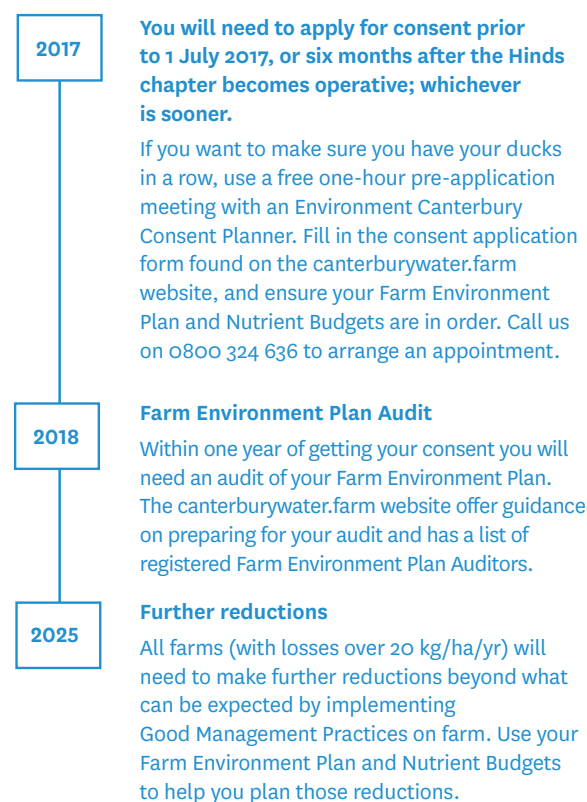 2017
You will need to apply for consent prior
to 1 July 2017, or six months after the Hinds
chapter becomes operative; whichever
is sooner.
If you want to make sure you have your ducks
in a row, use a free one-hour pre-application
meeting with an Environment Canterbury
Consent Planner. Fill in the consent application
form found on the canterburywater.farm
website, and ensure your Farm Environment
Plan and Nutrient Budgets are in order. Call us
on 0800 324 636 to arrange an appointment.
2018
Farm Environment Plan Audit
Within one year of getting your consent you will
need an audit of your Farm Environment Plan.
The canterburywater.farm website offer guidance
on preparing for your audit and has a list of
registered Farm Environment Plan Auditors.
2025
Further reductions
All farms (with losses over 20 kg/ha/yr) will
need to make further reductions beyond what
can be expected by implementing
Good Management Practices on farm. Use your
Farm Environment Plan and Nutrient Budgets
to help you plan those reductions.